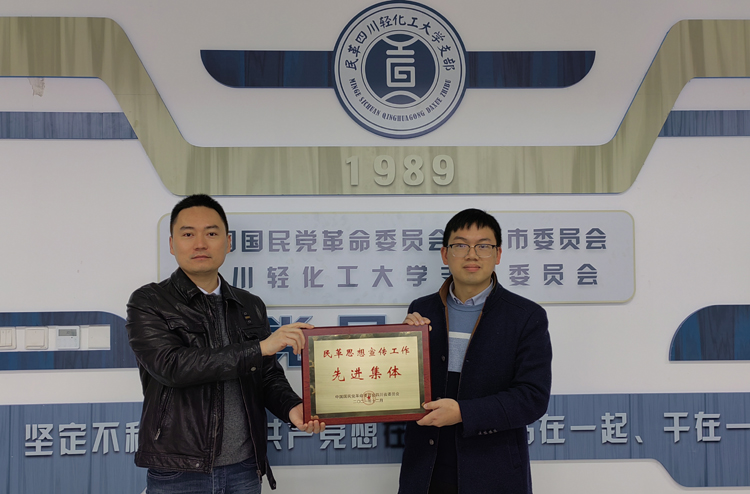 民革四川轻化工大学支部
MINGE SICHUAN QINGHUAGONG DAXUE ZHIBU
1989
国民党革命委员会 市委员会
川轻化工大学 委员会
民革思想宣传工作
先进集体
坚定不 共产党想在 在一起、干在一